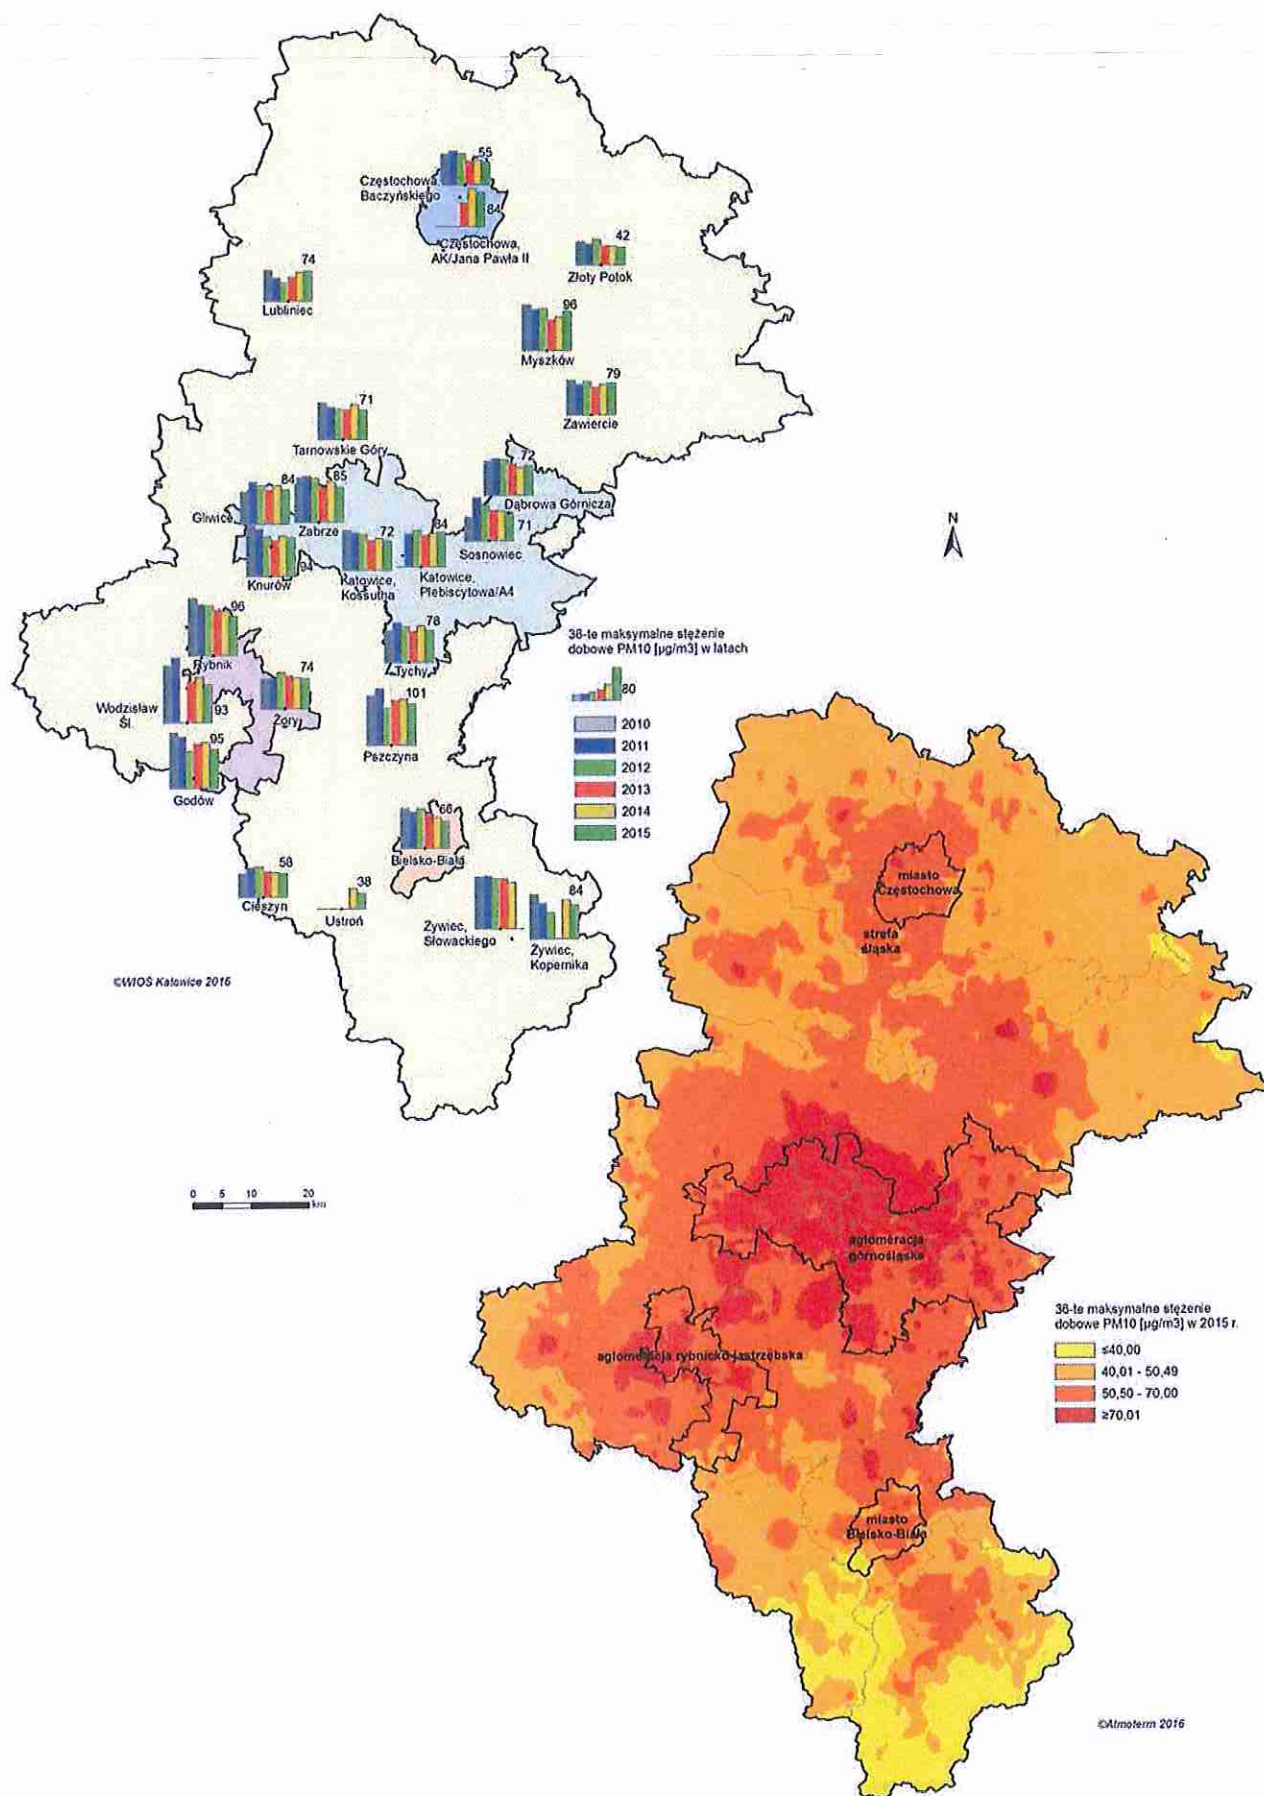 55
Częstochowa,
Baczyńskiego
84
Częstochowa,
AK/Jana Pawła II
42
Złoty Potok
74
Lubliniec
96
Myszków
79
Zawiercie
71
Tarnowskie Góry
72
Dąbrowa Górnicza
84
Gliwice
85
Zabrze
71
Sosnowiec
94
Knurów
72
Katowice,
Kossutha
84
Katowice,
Plebiscytowa/A4
96
Rybnik
78
Tychy
74
Żory
93
Wodzisław
Śl.
101
Pszczyna
95
Godów
66
Bielsko-Biała
58
Cieszyn
38
Ustroń
Żywiec,
Słowackiego
84
Żywiec,
Kopernika
N
36-te maksymalne stężenie
dobowe PM10 [µg/m3] w latach
80
2010
2011
2012
2013
2014
2015
©WIOŚ Katowice 2016
0 5 10 20
km
miasto
Częstochowa
strefa
śląska
aglomeracja
górnośląska
aglomeracja rybnicko-jastrzębska
miasto
Bielsko-Biała
36-te maksymalne stężenie
dobowe PM10 [µg/m3] w 2015 r.
≤40,00
40,01 - 50,49
50,50 - 70,00
≥70,01
©Atmoterm 2016